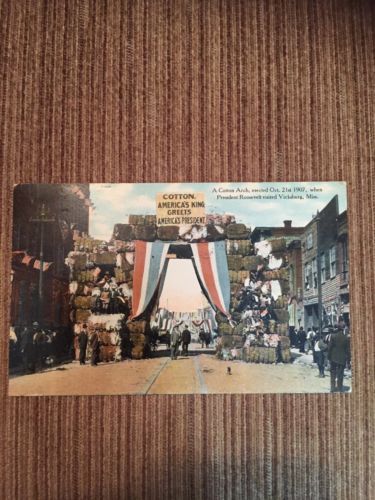 COTTON.
AMERICA'S KING
GREETS
AMERICA'S PRESIDENT.
A Cotton Arch, erected Oct. 21st 1907, when
President Roosevelt visited Vicksburg, Miss.